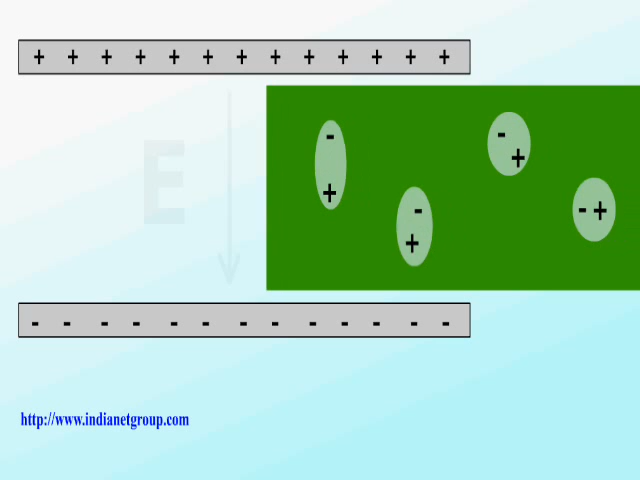 + + + + + + + + + + + + +
E
-
+
-
+
-
+
- +
- - - - - - - - - - - - -
http://www.indianetgroup.com